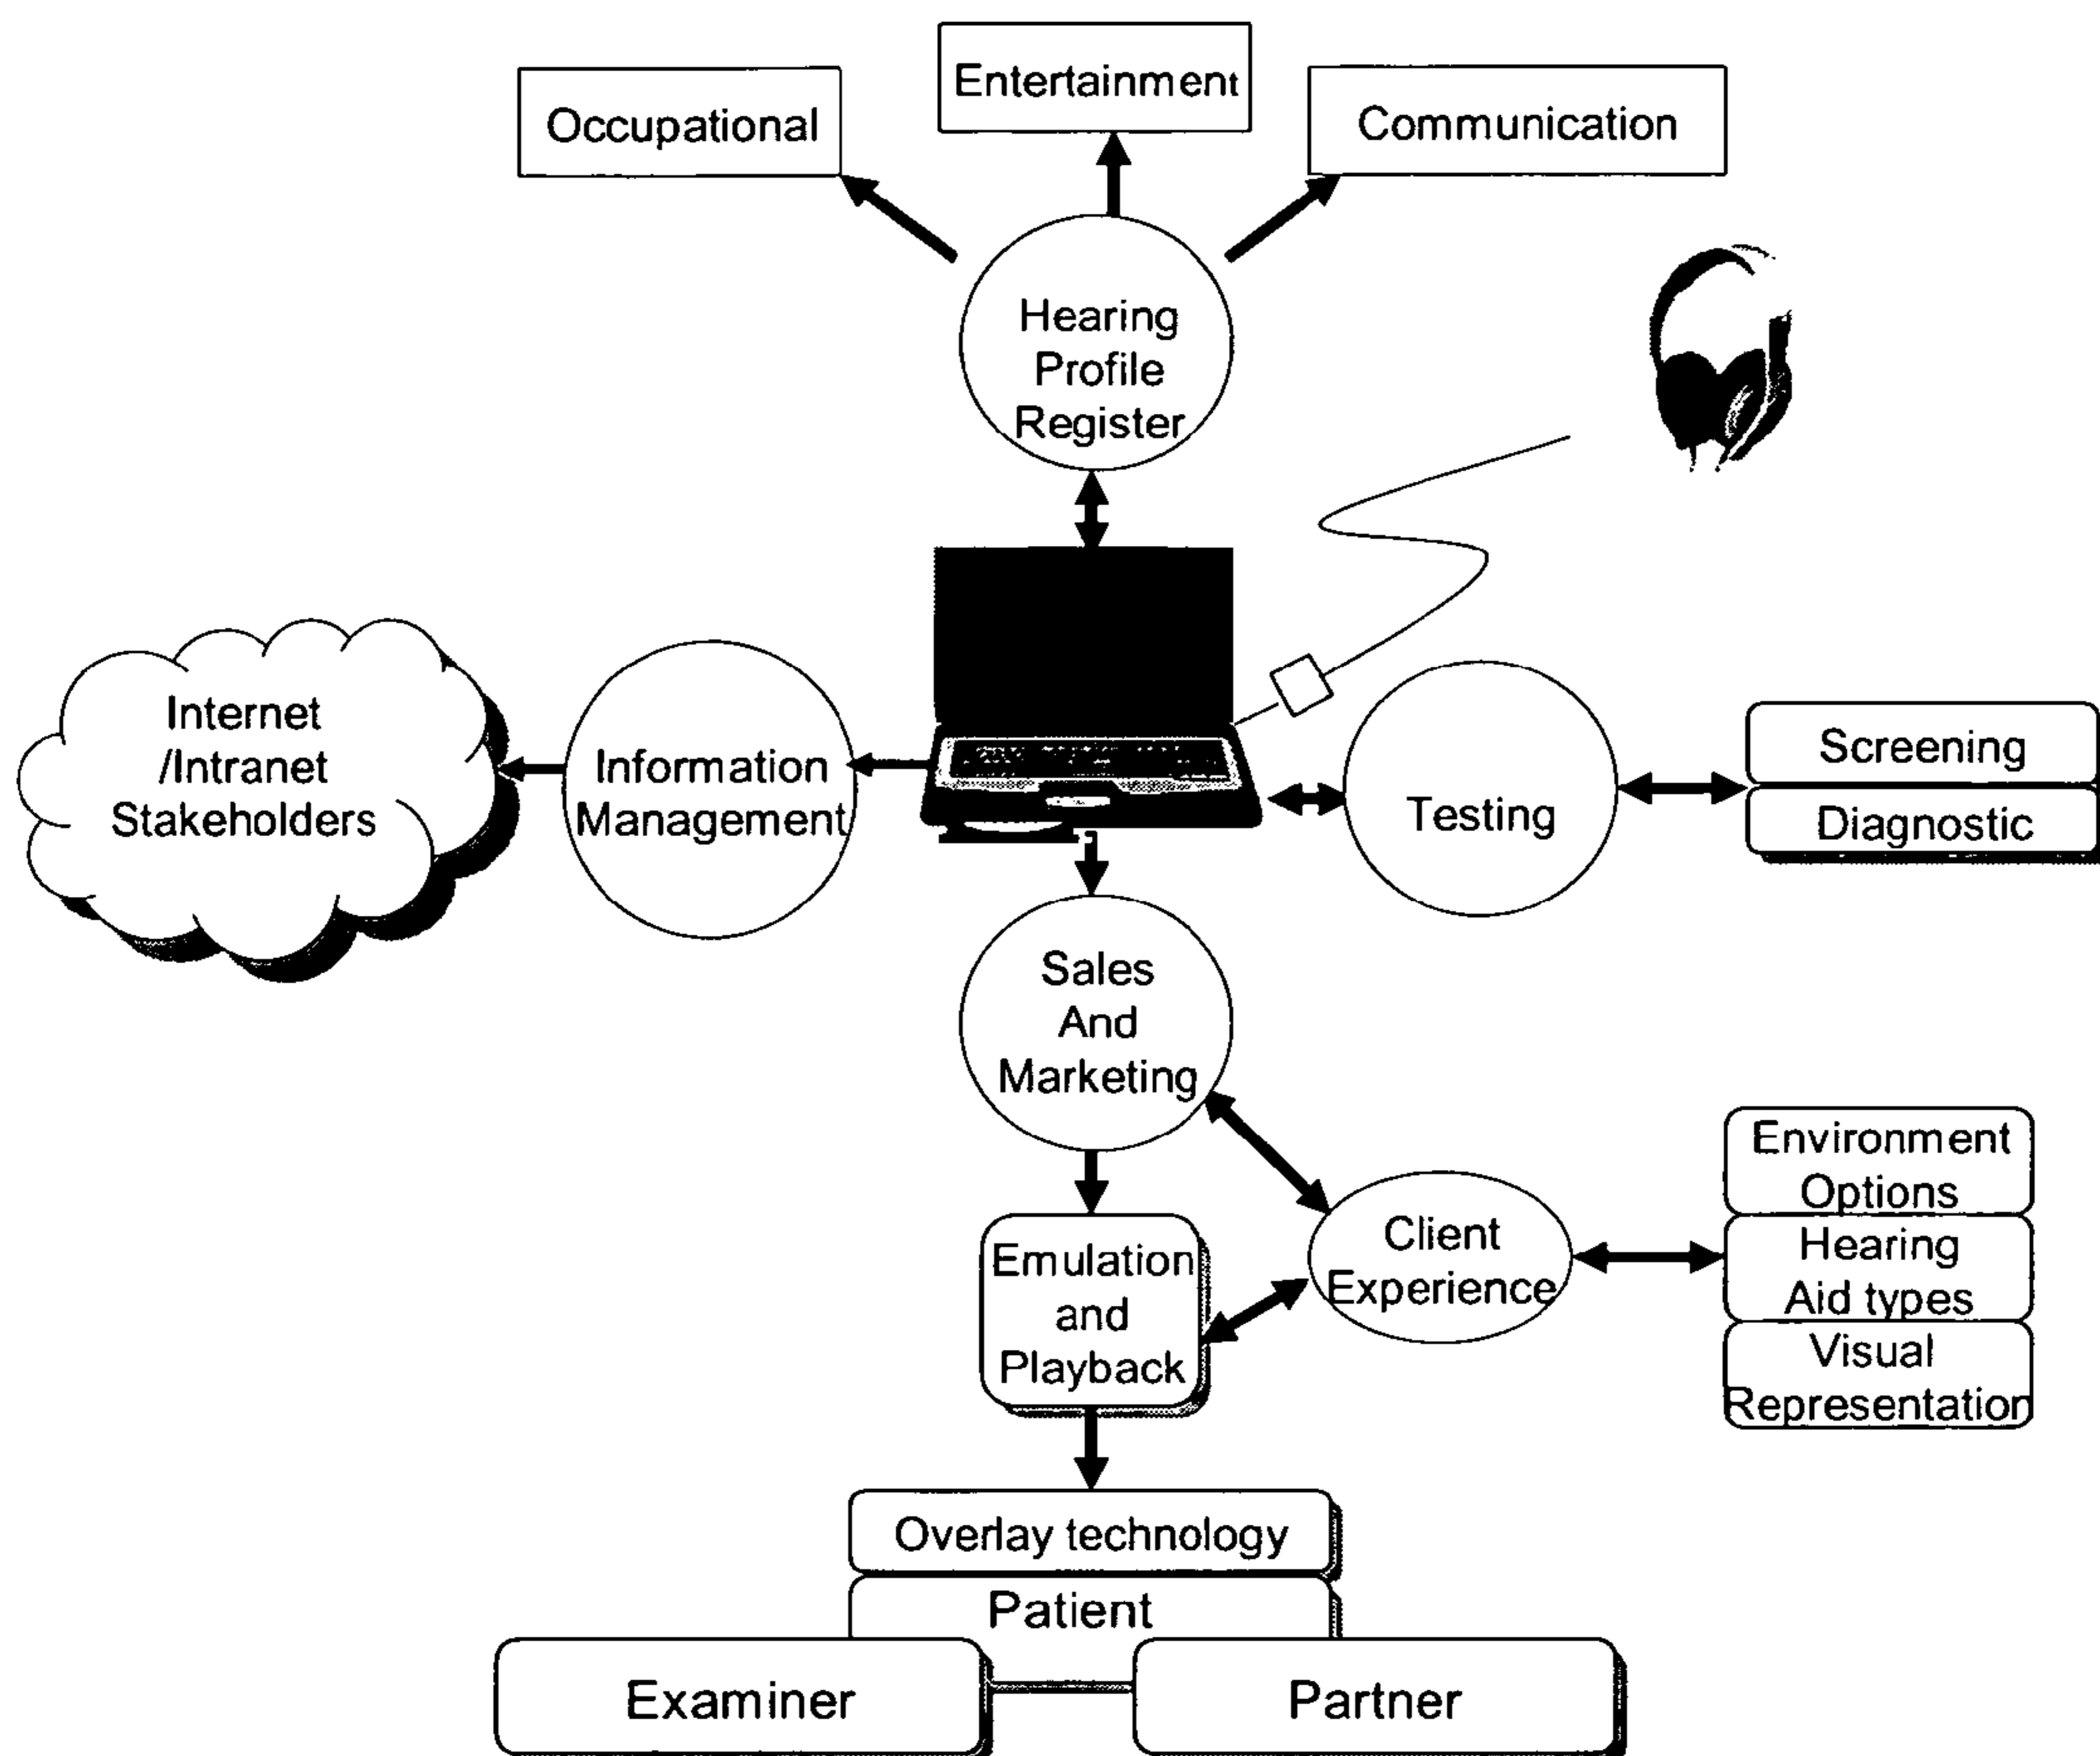 Entertainment
Occupational
Communication
Hearing
Profile
Register
Internet
/Intranet
Stakeholders
Information
Management
Testing
Screening
Diagnostic
Sales
And
Marketing
Environment
Options
Hearing
Aid types
Visual
Representation
Client
Experience
Emulation
and
Playback
Overlay technology
Patient
Examiner
Partner